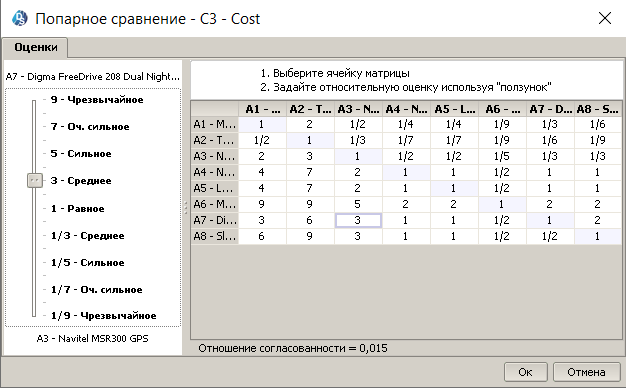 Попарное сравнение - C3 - Cost
Оценки
A7 - Digma FreeDrive 208 Dual Night...
9 - Чрезвычайное
7 - Оч. сильное
5 - Сильное
3 - Среднее
1 - Равное
1/3 - Среднее
1/5 - Сильное
1/7 - Оч. сильное
1/9 - Чрезвычайное
A3 - Navitel MSR300 GPS
1. Выберите ячейку матрицы
2. Задайте относительную оценку используя "ползунок"
A1 - ... A2 - T... A3 - N... A4 - N... A5 - L... A6 - ... A7 - D... A8 - S...
A1 - M... 1 2 1/2 1/4 1/4 1/9 1/3 1/6
A2 - T... 1/2 1 1/3 1/7 1/7 1/9 1/6 1/9
A3 - N... 2 3 1 1/2 1/2 1/5 1/3 1/3
A4 - N... 4 7 2 1 1 1/2 1 1
A5 - L... 4 7 2 1 1 1/2 1 1
A6 - M... 9 9 5 2 2 1 2 2
A7 - Di... 3 6 3 1 1 1/2 1 2
A8 - Sl... 6 9 3 1 1 1/2 1/2 1
Отношение согласованности = 0,015
Ок Отмена